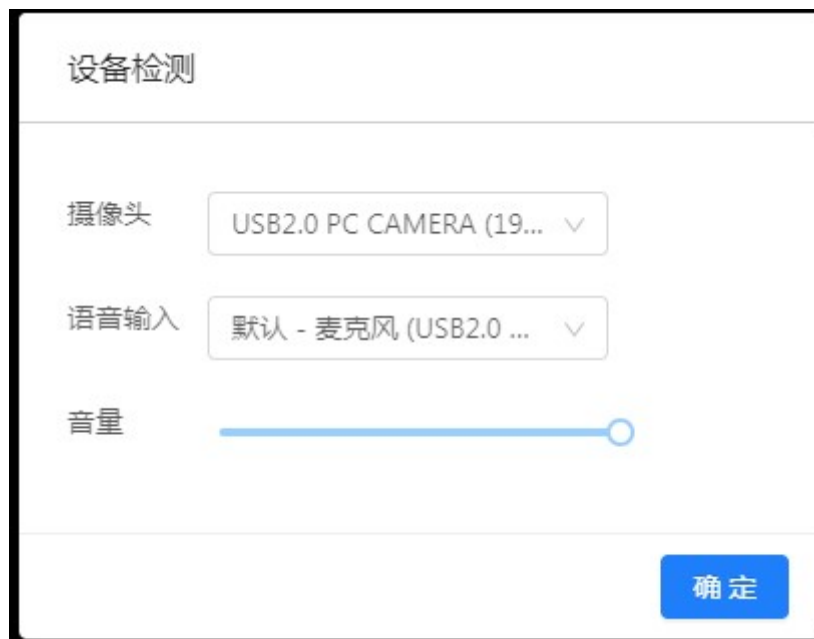 设备检测
摄像头
USB2.0 PC CAMERA (19...
语音输入
默认 - 麦克风 (USB2.0 ...
音量
确 定